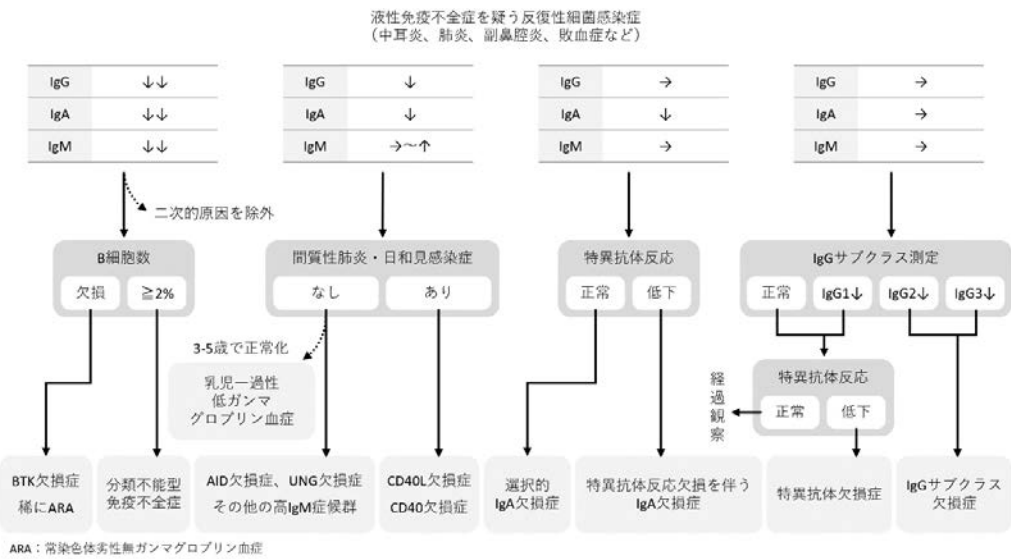 液性免疫不全症を疑う反復性細菌感染症
（中耳炎、肺炎、副鼻腔炎、敗血症など）
IgG ↓↓
IgA ↓↓
IgM ↓↓
IgG ↓
IgA ↓
IgM →～↑
IgG →
IgA ↓
IgM →
IgG →
IgA →
IgM →
二次的原因を除外
B細胞数
欠損
≧2%
間質性肺炎・日和見感染症
なし
あり
特異抗体反応
正常
低下
IgGサブクラス測定
正常
IgG1↓
IgG2↓
IgG3↓
3-5歳で正常化
乳児一過性
低ガンマ
グロブリン血症
特異抗体反応
正常
低下
経過観察
BTK欠損症
稀にARA
分類不能型
免疫不全症
AID欠損症、UNG欠損症
その他の高IgM症候群
CD40L欠損症
CD40欠損症
選択的
IgA欠損症
特異抗体反応欠損を伴う
IgA欠損症
特異抗体欠損症
IgGサブクラス
欠損症
ARA：常染色体劣性無ガンマグロブリン血症